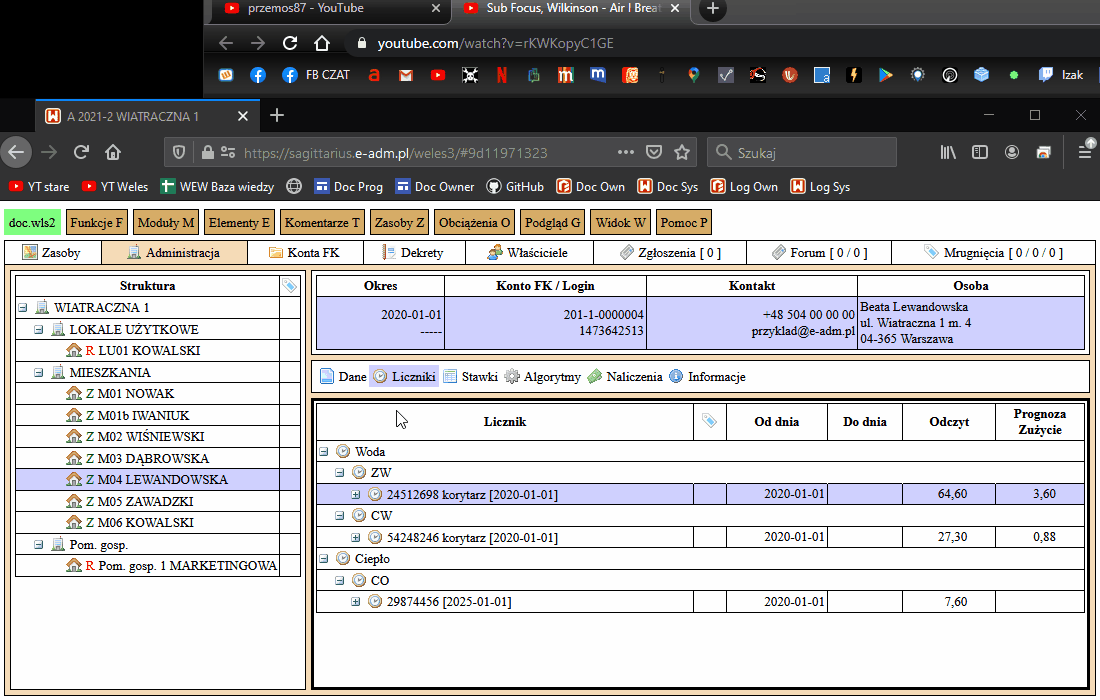 przemos87 - YouTube
Sub Focus, Wilkinson - Air I Breat
youtube.com/watch?v=rKWKopyC1GE
FB CZAT
Izak
A 2021-2 WIATRACZNA 1
https://sagittarius.e-adm.pl/weles3/#9d11971323
Szukaj
YT stare YT Weles WEW Baza wiedzy Doc Prog Doc Owner GitHub Doc Own Doc Sys Log Own Log Sys
doc.wls2 Funkcje F Moduły M Elementy E Komentarze T Zasoby Z Obciążenia O Podgląd G Widok W Pomoc P
Zasoby Administracja Konta FK Dekrety Właściciele Zgłoszenia [ 0 ] Forum [ 0 / 0 ] Mrugnięcia [ 0 / 0 / 0 ]
Struktura
WIATRACZNA 1
LOKALE UŻYTKOWE
R LU01 KOWALSKI
MIESZKANIA
Z M01 NOWAK
Z M01b IWANIUK
Z M02 WIŚNIEWSKI
Z M03 DĄBROWSKA
Z M04 LEWANDOWSKA
Z M05 ZAWADZKI
Z M06 KOWALSKI
Pom. gosp.
R Pom. gosp. 1 MARKETINGOWA
Okres Konto FK / Login Kontakt Osoba
2020-01-01
-----
201-1-0000004
1473642513
+48 504 00 00 00
przyklad@e-adm.pl
Beata Lewandowska
ul. Wiatraczna 1 m. 4
04-365 Warszawa
Dane Liczniki Stawki Algorytmy Naliczenia Informacje
Licznik Od dnia Do dnia Odczyt Prognoza
Zużycie
Woda
ZW
24512698 korytarz [2020-01-01] 2020-01-01 64,60 3,60
CW
54248246 korytarz [2020-01-01] 2020-01-01 27,30 0,88
Ciepło
CO
29874456 [2025-01-01] 2020-01-01 7,60